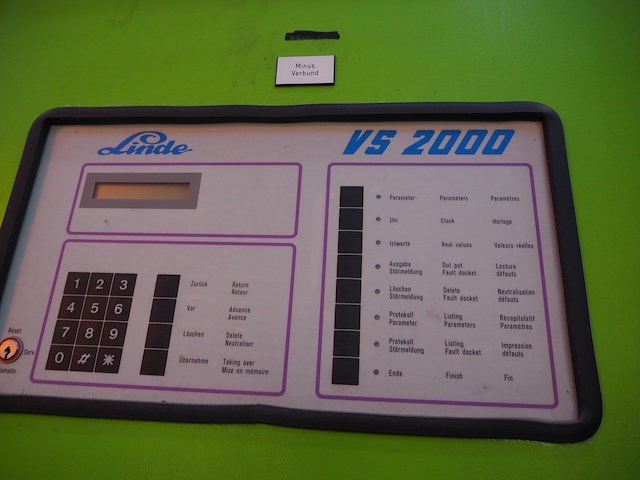 Minus
Verbund
Linde
VS 2000
Parameter Parameters Paramètres
Uhr Clock Horloge
Istwerte Real values Valeurs réelles
Ausgabe Out put Lecture
Störmeldung Fault docket défauts
Löschen Delete Neutralisation
Störmeldung Fault docket défauts
Protokoll Listing Récapitulatif
Parameter Parameters Paramètres
Protokoll Listing Impression
Störmeldung Fault docket défauts
Ende Finish Fin
1 2 3
4 5 6
7 8 9
0 # *
Zurück Return
Retour
Vor Advance
Avance
Löschen Delete
Neutraliser
Übernahme Taking over
Mise en mémoire
Reset
Serv
omatic